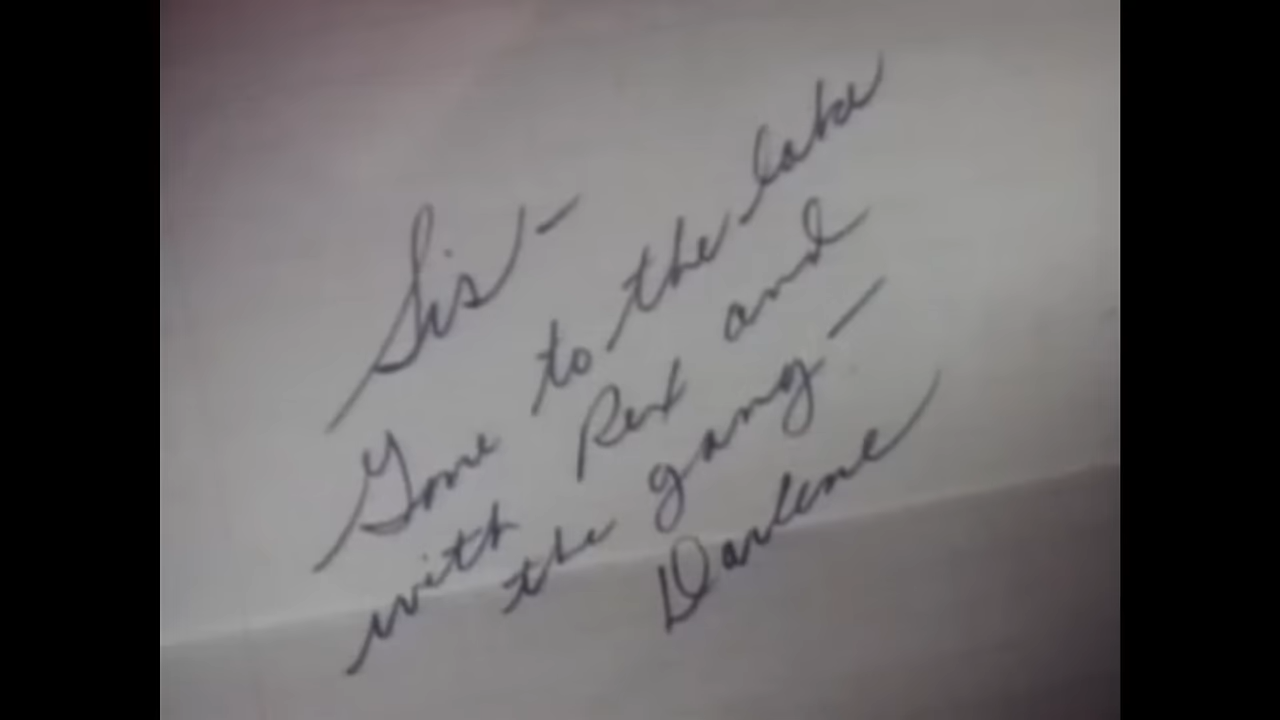 Sis -
Gone to the lake
with Rex and
the gang -
Darlene